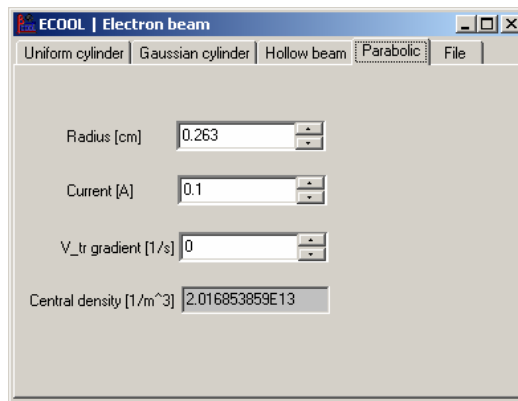 ECOOL | Electron beam
Uniform cylinder Gaussian cylinder Hollow beam Parabolic File
Radius [cm] 0.263
Current [A] 0.1
V_tr gradient [1/s] 0
Central density [1/m^3] 2.016853859E13